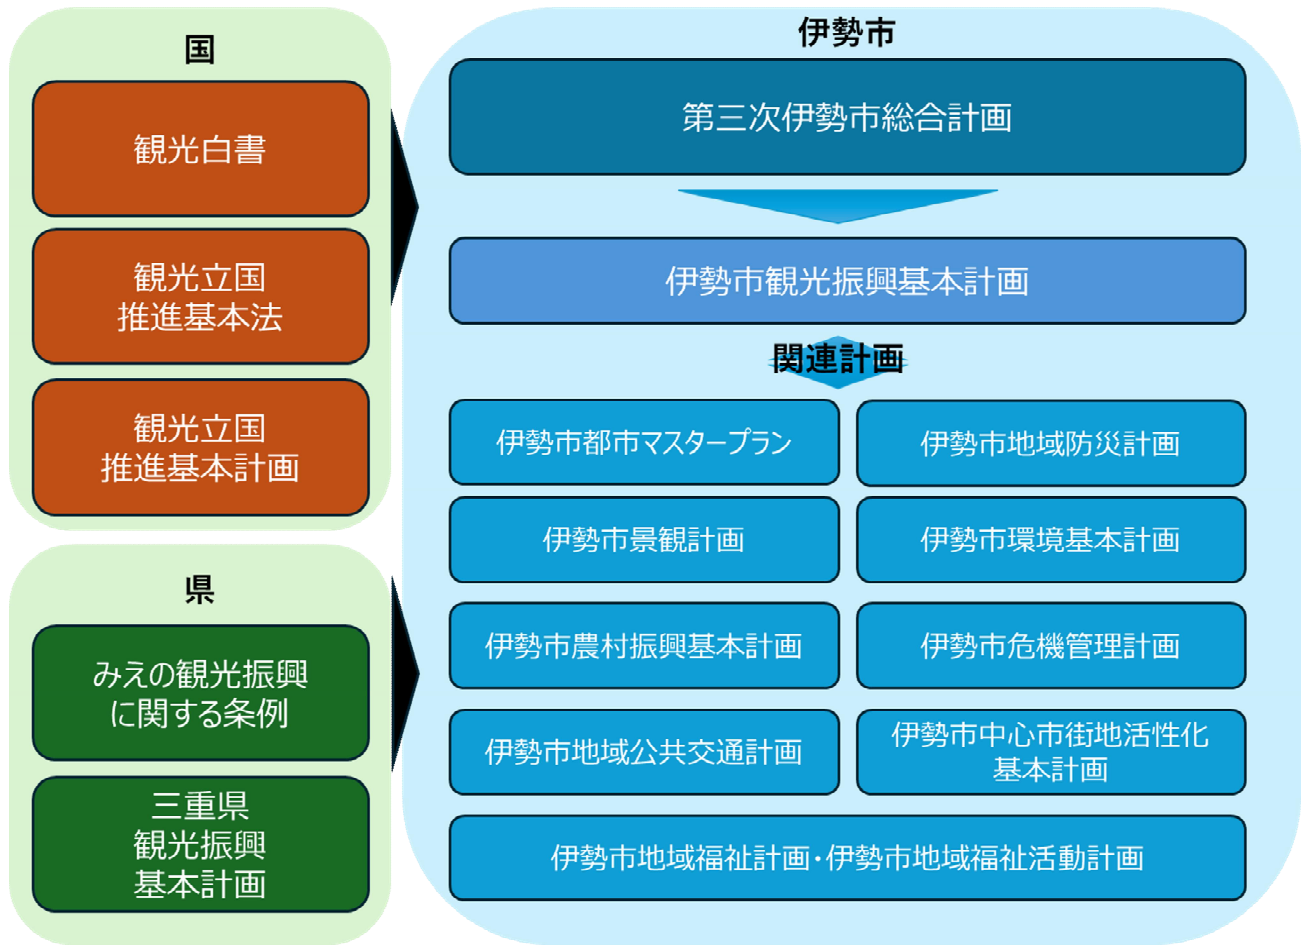 国
観光白書
観光立国
推進基本法
観光立国
推進基本計画
県
みえの観光振興
に関する条例
三重県
観光振興
基本計画
伊勢市
第三次伊勢市総合計画
伊勢市観光振興基本計画
関連計画
伊勢市都市マスタープラン
伊勢市地域防災計画
伊勢市景観計画
伊勢市環境基本計画
伊勢市農村振興基本計画
伊勢市危機管理計画
伊勢市地域公共交通計画
伊勢市中心市街地活性化
基本計画
伊勢市地域福祉計画・伊勢市地域福祉活動計画